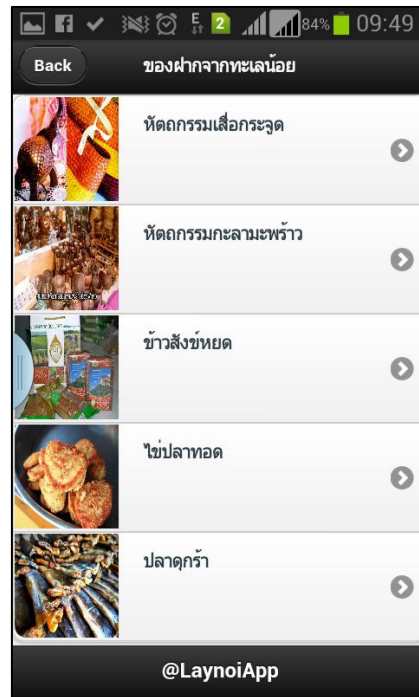 84% 09:49
Back ของฝากจากทะเลน้อย
หัตถกรรมเสื่อกระจูด
หัตถกรรมกะลามะพร้าว
ข้าวสังข์หยด
ไข่ปลาทอด
ปลาดุกร้า
@LaynoiApp